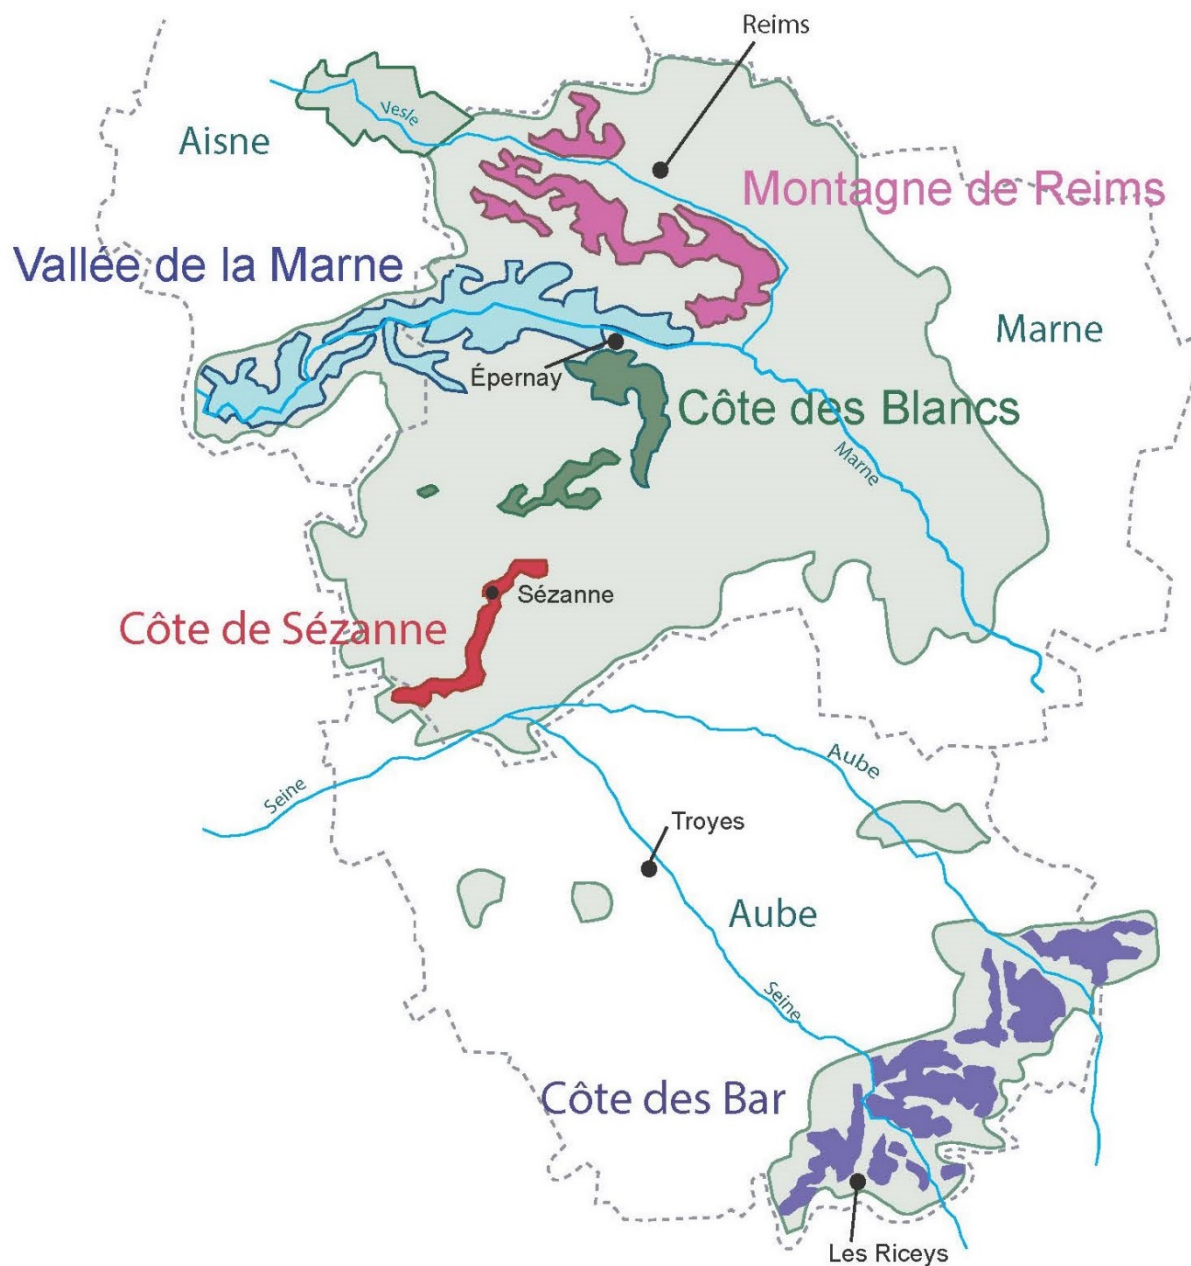 Reims
Vesle
Aisne
Montagne de Reims
Vallée de la Marne
Marne
Épernay
Côte des Blancs
Marne
Sézanne
Côte de Sézanne
Aube
Seine
Troyes
Aube
Seine
Côte des Bar
Les Riceys